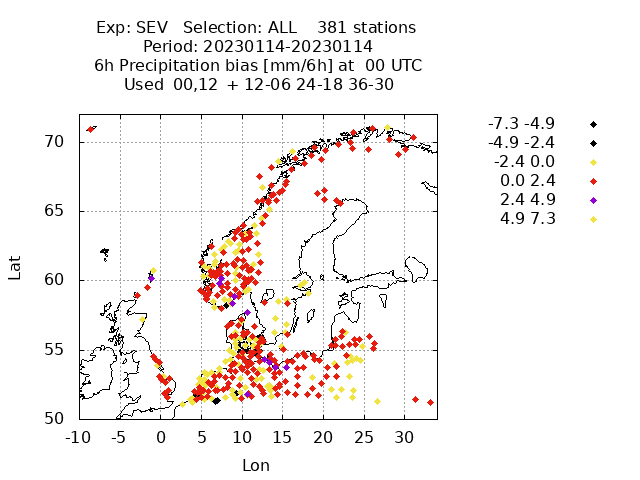 Exp: SEV   Selection: ALL    381 stations
Period: 20230114-20230114
6h Precipitation bias [mm/6h] at  00 UTC
Used  00,12  + 12-06 24-18 36-30
-7.3 -4.9
-4.9 -2.4
-2.4 0.0
0.0 2.4
2.4 4.9
4.9 7.3
Lat
70
65
60
55
50
-10 -5 0 5 10 15 20 25 30
Lon